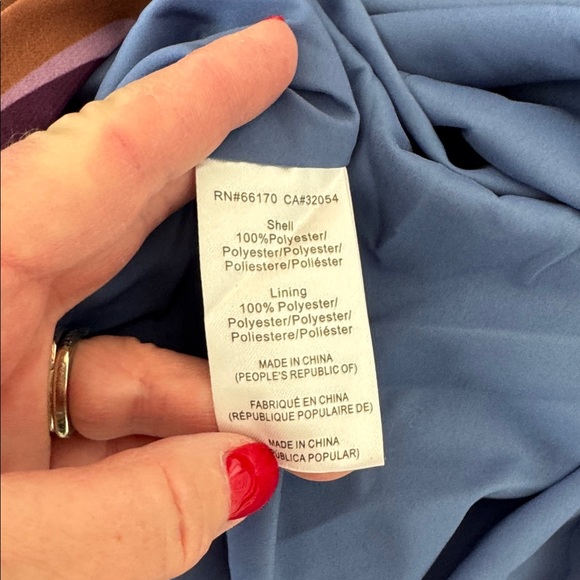 RN#66170 CA#32054
Shell
100%Polyester/
Polyester/Polyester/
Poliestere/Poliéster
Lining
100% Polyester/
Polyester/Polyester/
Poliestere/Poliéster
MADE IN CHINA
(PEOPLE'S REPUBLIC OF)
FABRIQUÉ EN CHINA
(RÉPUBLIQUE POPULAIRE DE)
MADE IN CHINA
POPULAR)